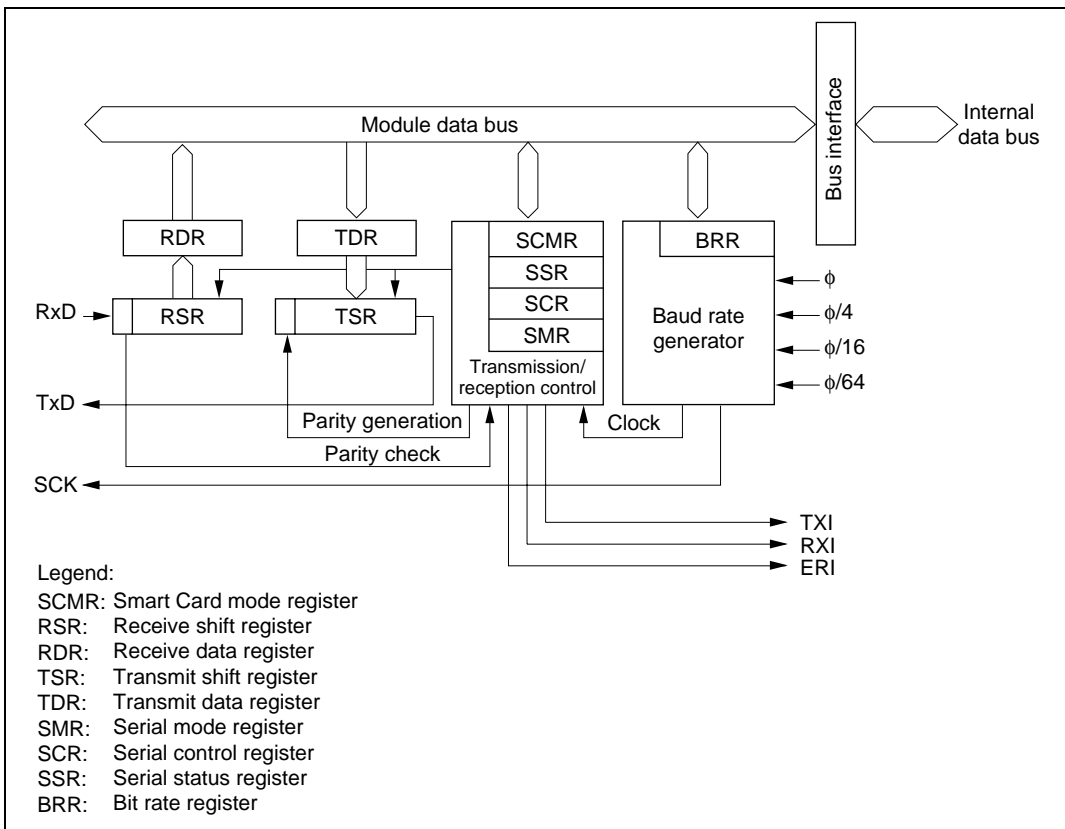 Bus interface
Module data bus
Internal
data bus
RDR
TDR
SCMR
BRR
SSR
SCR
SMR
RxD
RSR
TSR
Baud rate
generator
φ
φ/4
φ/16
φ/64
Transmission/
reception control
TxD
Parity generation
Clock
Parity check
SCK
TXI
RXI
ERI
Legend:
SCMR: Smart Card mode register
RSR: Receive shift register
RDR: Receive data register
TSR: Transmit shift register
TDR: Transmit data register
SMR: Serial mode register
SCR: Serial control register
SSR: Serial status register
BRR: Bit rate register